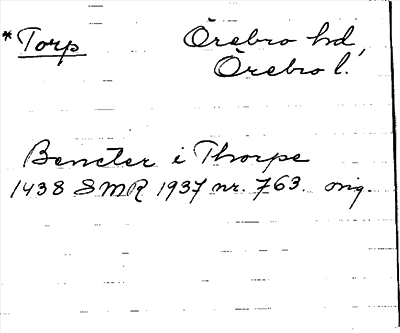 *Torp Örebro hd,
Örebro l.
Bencter i Thorpe
1438 SMR 1937 nr. 763. orig.